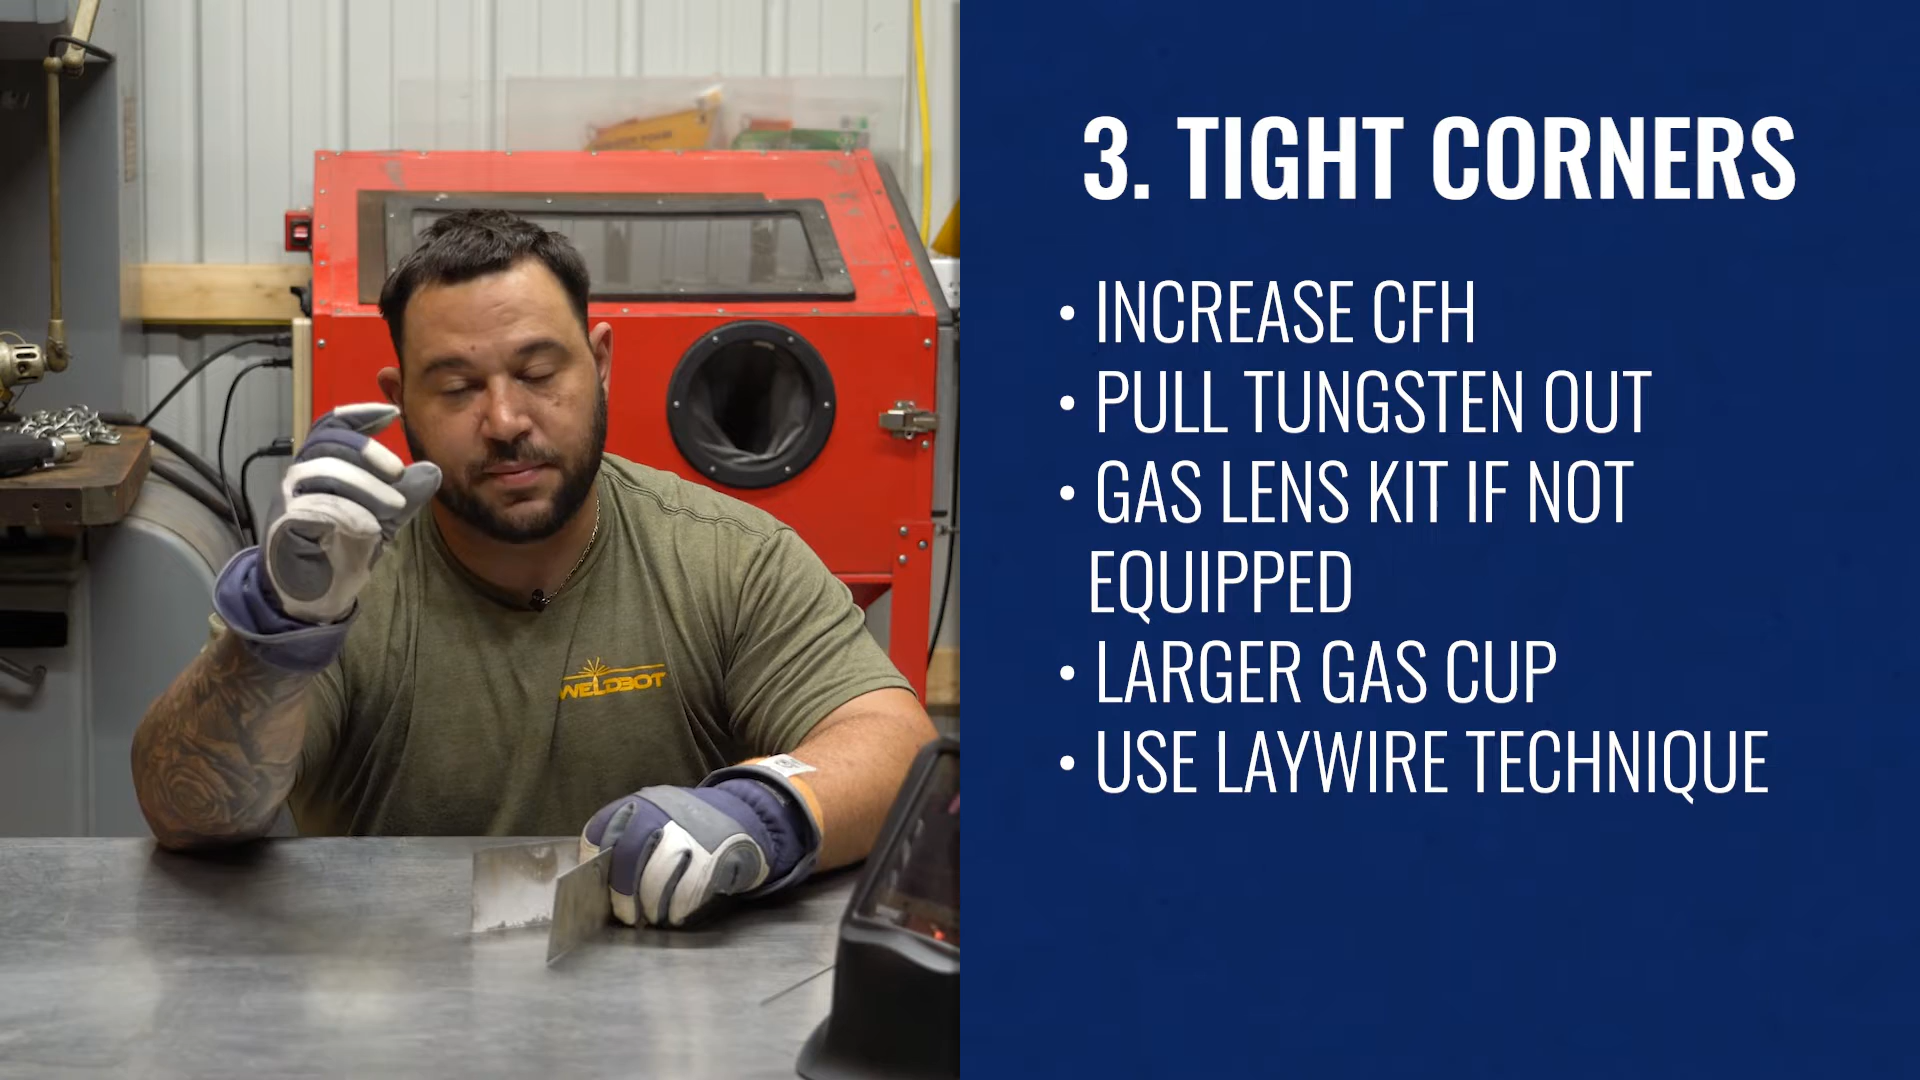 3. TIGHT CORNERS
• INCREASE CFH
• PULL TUNGSTEN OUT
• GAS LENS KIT IF NOT
EQUIPPED
• LARGER GAS CUP
• USE LAYWIRE TECHNIQUE
WELDBOT